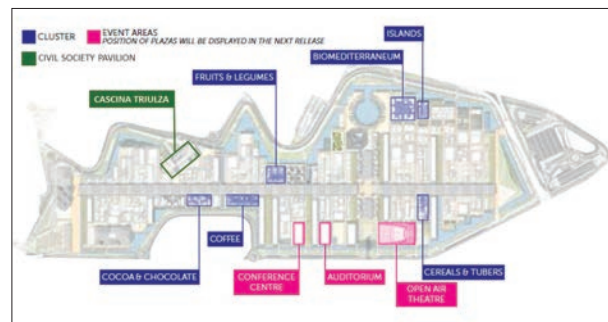 CLUSTER
EVENT AREAS
POSITION OF PLAZAS WILL BE DISPLAYED IN THE NEXT RELEASE
CIVIL SOCIETY PAVILION
ISLANDS
BIOMEDITERRANEUM
FRUITS & LEGUMES
CASCINA TRIULZA
COFFEE
COCOA & CHOCOLATE
CONFERENCE
CENTRE
AUDITORIUM
OPEN AIR
THEATRE
CEREALS & TUBERS